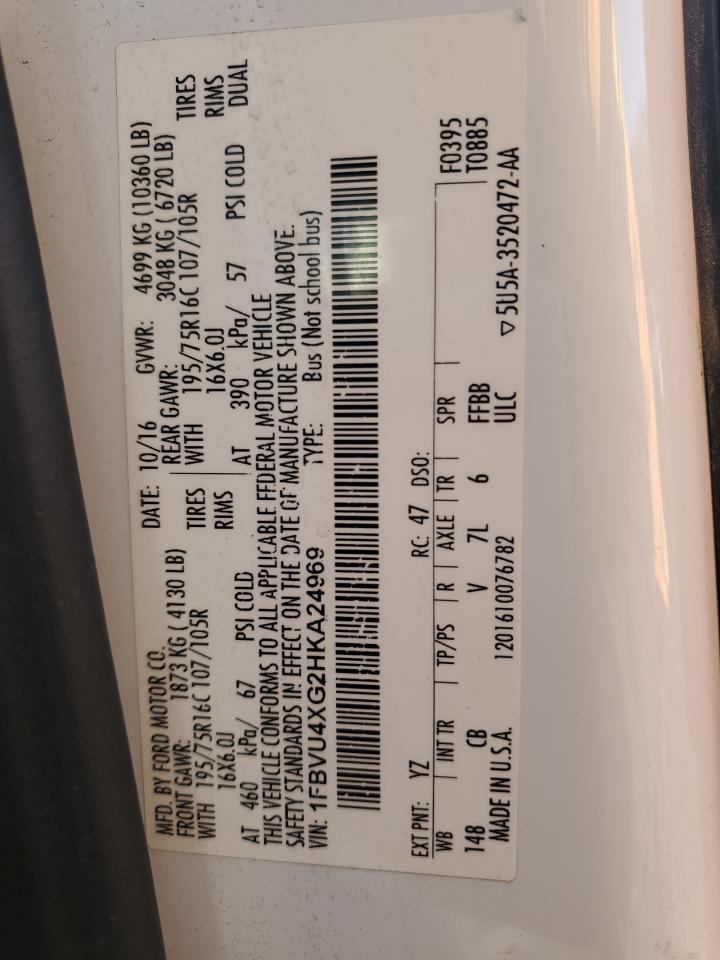 MFD. BY FORD MOTOR CO. DATE: 10/16 GVWR: 4699 KG (10360 LB)
FRONT GAWR: 1873 KG ( 4130 LB) REAR GAWR: 3048 KG ( 6720 LB)
WITH 195/75R16C 107/105R TIRES WITH 195/75R16C 107/105R TIRES
16X6.0J RIMS 16X6.0J RIMS
AT 460 kPa/ 67 PSI COLD AT 390 kPa/ 57 PSI COLD DUAL
THIS VEHICLE CONFORMS TO ALL APPLICABLE FEDERAL MOTOR VEHICLE
SAFETY STANDARDS IN EFFECT ON THE DATE OF MANUFACTURE SHOWN ABOVE.
VIN: 1FBVU4XG2HKA24969 TYPE: Bus (Not school bus)
EXT PNT: YZ RC: 47 DSO: F0395
WB INT TR TP/PS R AXLE TR SPR T0885
148 CB V 7L 6 FFBB
MADE IN U.S.A. 1201610076782 ULC ▽5U5A-3520472-AA